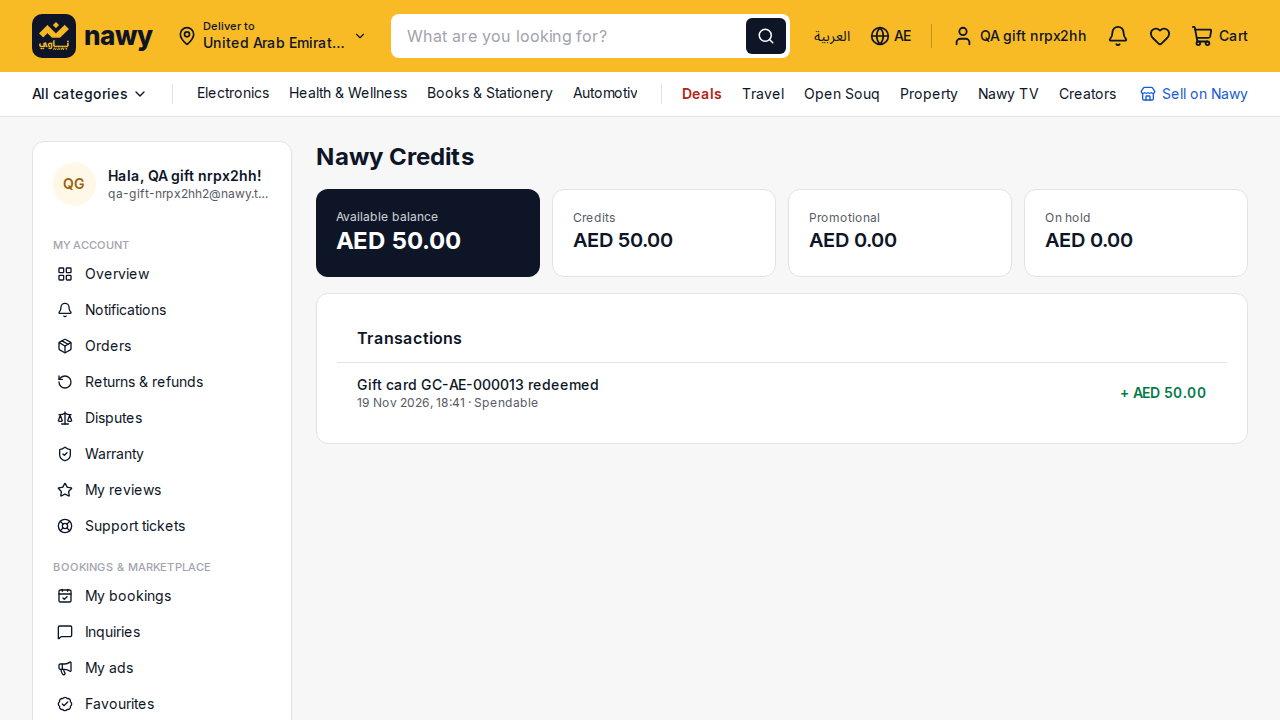 ناوي
nawy
Deliver to
United Arab Emirat...
What are you looking for?
العربية
AE
QA gift nrpx2hh
Cart
All categories
Electronics
Health & Wellness
Books & Stationery
Automotiv
Deals
Travel
Open Souq
Property
Nawy TV
Creators
Sell on Nawy
QG
Hala, QA gift nrpx2hh!
qa-gift-nrpx2hh2@nawy.t...
MY ACCOUNT
Overview
Notifications
Orders
Returns & refunds
Disputes
Warranty
My reviews
Support tickets
BOOKINGS & MARKETPLACE
My bookings
Inquiries
My ads
Favourites
Nawy Credits
Available balance
AED 50.00
Credits
AED 50.00
Promotional
AED 0.00
On hold
AED 0.00
Transactions
Gift card GC-AE-000013 redeemed
19 Nov 2026, 18:41 · Spendable
+ AED 50.00